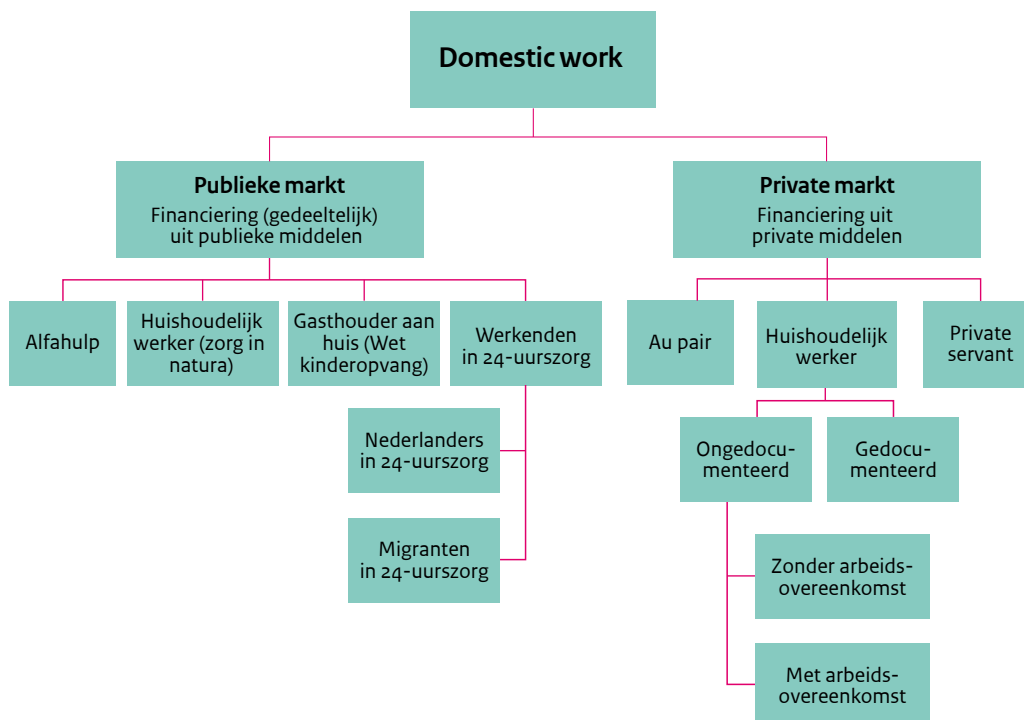 Domestic work
Publieke markt
Financiering (gedeeltelijk)
uit publieke middelen
Private markt
Financiering uit
private middelen
Alfahulp
Huishoudelijk
werker (zorg in
natura)
Gasthouder aan
huis (Wet
kinderopvang)
Werkenden
in 24-uurszorg
Au pair
Huishoudelijk
werker
Private
servant
Nederlanders
in 24-uurszorg
Migranten
in 24-uurszorg
Ongedocu-
menteerd
Gedocu-
menteerd
Zonder arbeids-
overeenkomst
Met arbeids-
overeenkomst